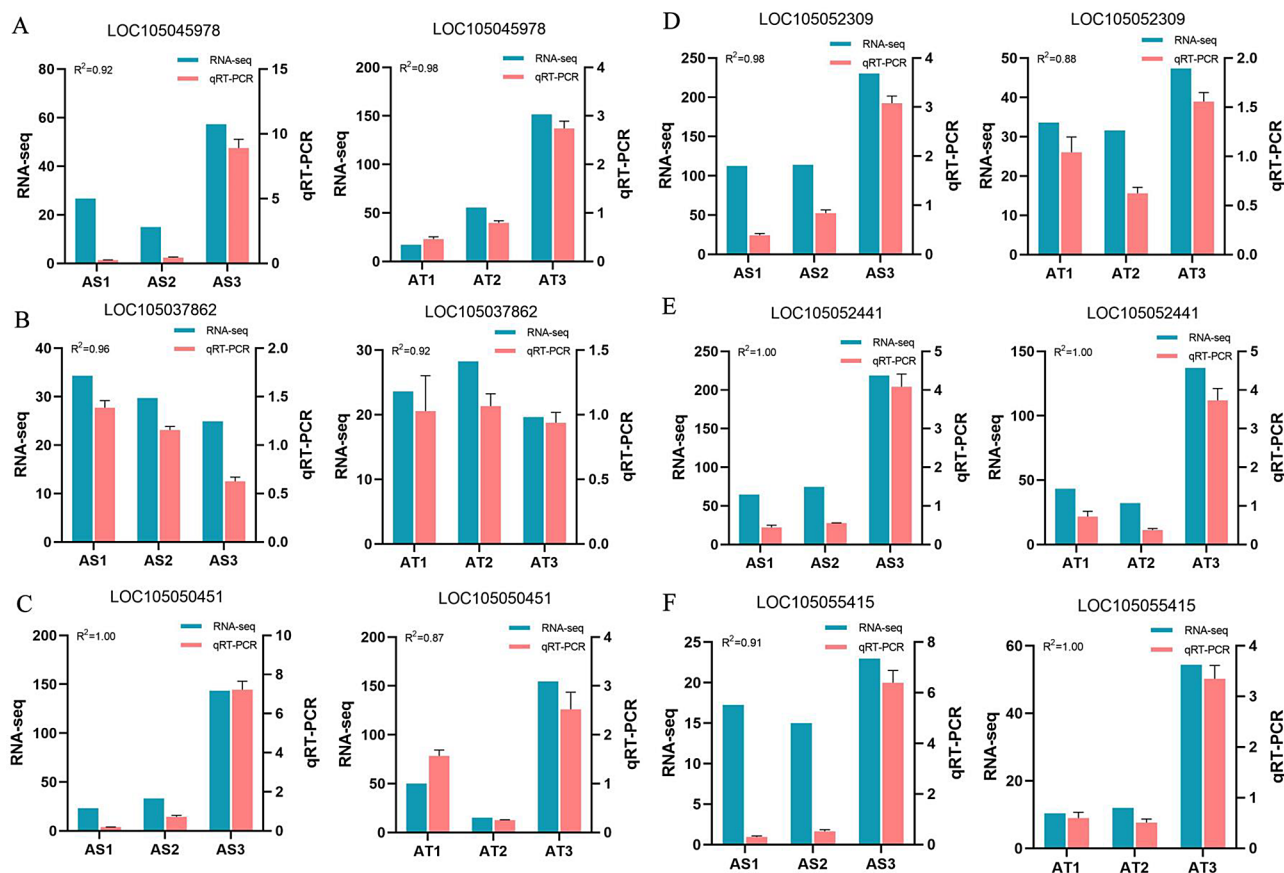 A
LOC105045978
RNA-seq
qRT-PCR
R²=0.92
80
60
40
20
0
15
10
5
0
RNA-seq
qRT-PCR
AS1 AS2 AS3
LOC105045978
RNA-seq
qRT-PCR
R²=0.98
200
150
100
50
0
4
3
2
1
0
RNA-seq
qRT-PCR
AT1 AT2 AT3
B
LOC105037862
RNA-seq
qRT-PCR
R²=0.96
40
30
20
10
0
2.0
1.5
1.0
0.5
0.0
RNA-seq
qRT-PCR
AS1 AS2 AS3
LOC105037862
RNA-seq
qRT-PCR
R²=0.92
30
20
10
0
1.5
1.0
0.5
0.0
RNA-seq
qRT-PCR
AT1 AT2 AT3
C
LOC105050451
RNA-seq
qRT-PCR
R²=1.00
200
150
100
50
0
10
8
6
4
2
0
RNA-seq
qRT-PCR
AS1 AS2 AS3
LOC105050451
RNA-seq
qRT-PCR
R²=0.87
200
150
100
50
0
4
3
2
1
0
RNA-seq
qRT-PCR
AT1 AT2 AT3
D
LOC105052309
RNA-seq
qRT-PCR
R²=0.98
250
200
150
100
50
0
4
3
2
1
0
RNA-seq
qRT-PCR
AS1 AS2 AS3
LOC105052309
RNA-seq
qRT-PCR
R²=0.88
50
40
30
20
10
0
2.0
1.5
1.0
0.5
0.0
RNA-seq
qRT-PCR
AT1 AT2 AT3
E
LOC105052441
RNA-seq
qRT-PCR
R²=1.00
250
200
150
100
50
0
5
4
3
2
1
0
RNA-seq
qRT-PCR
AS1 AS2 AS3
LOC105052441
RNA-seq
qRT-PCR
R²=1.00
150
100
50
0
5
4
3
2
1
0
RNA-seq
qRT-PCR
AT1 AT2 AT3
F
LOC105055415
RNA-seq
qRT-PCR
R²=0.91
25
20
15
10
5
0
8
6
4
2
0
RNA-seq
qRT-PCR
AS1 AS2 AS3
LOC105055415
RNA-seq
qRT-PCR
R²=1.00
60
40
20
0
4
3
2
1
0
RNA-seq
qRT-PCR
AT1 AT2 AT3